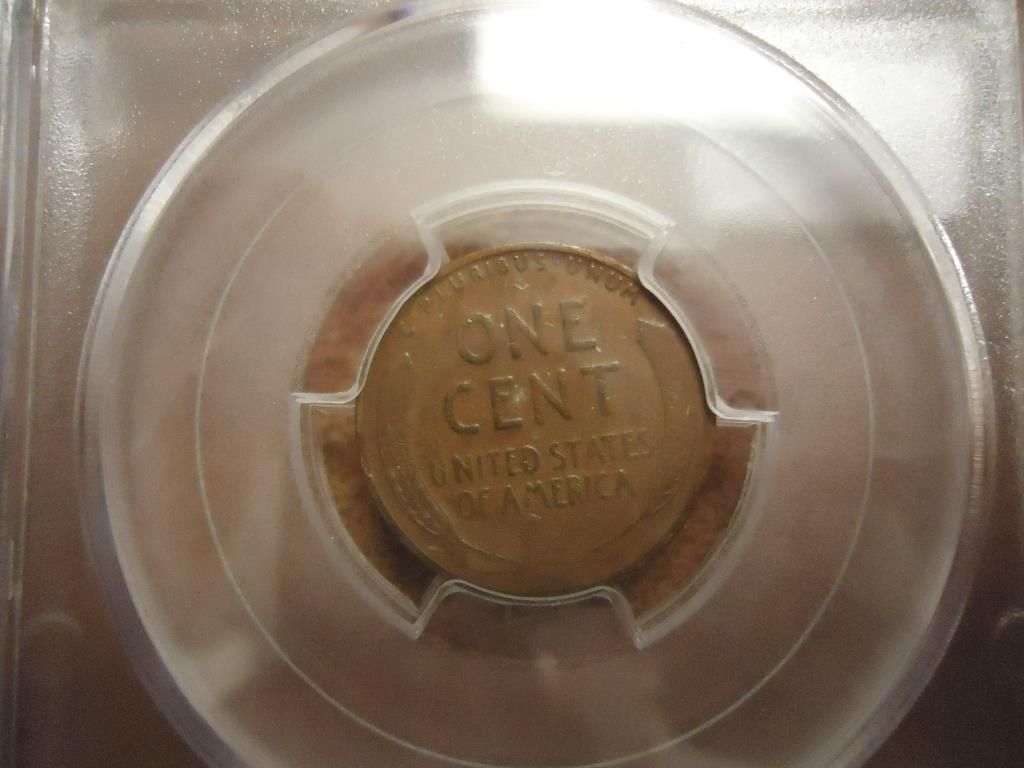 E PLURIBUS UNUM
ONE
CENT
UNITED STATES
OF AMERICA